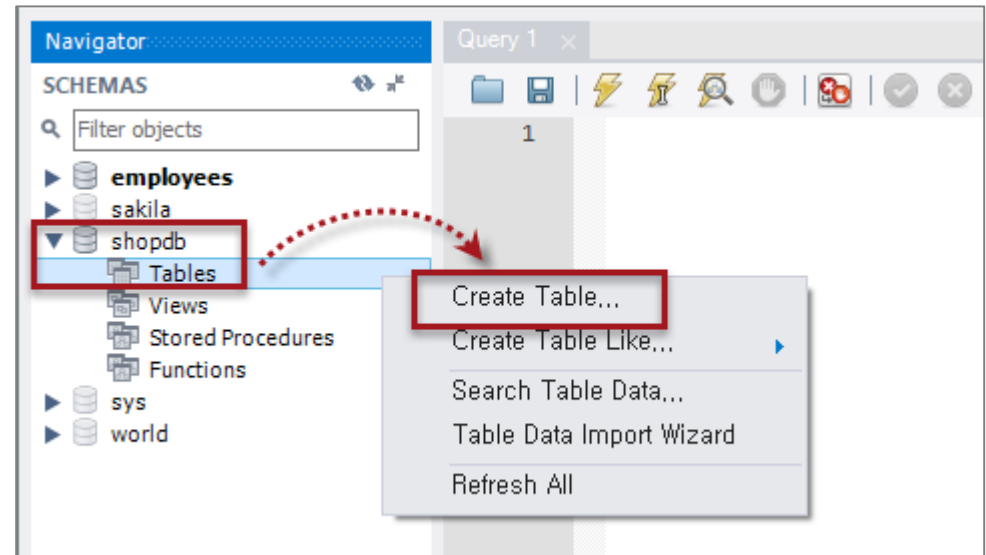 Navigator
Query 1
SCHEMAS
Filter objects
1
employees
sakila
shopdb
Tables
Views
Stored Procedures
Functions
sys
world
Create Table...
Create Table Like...
Search Table Data...
Table Data Import Wizard
Refresh All